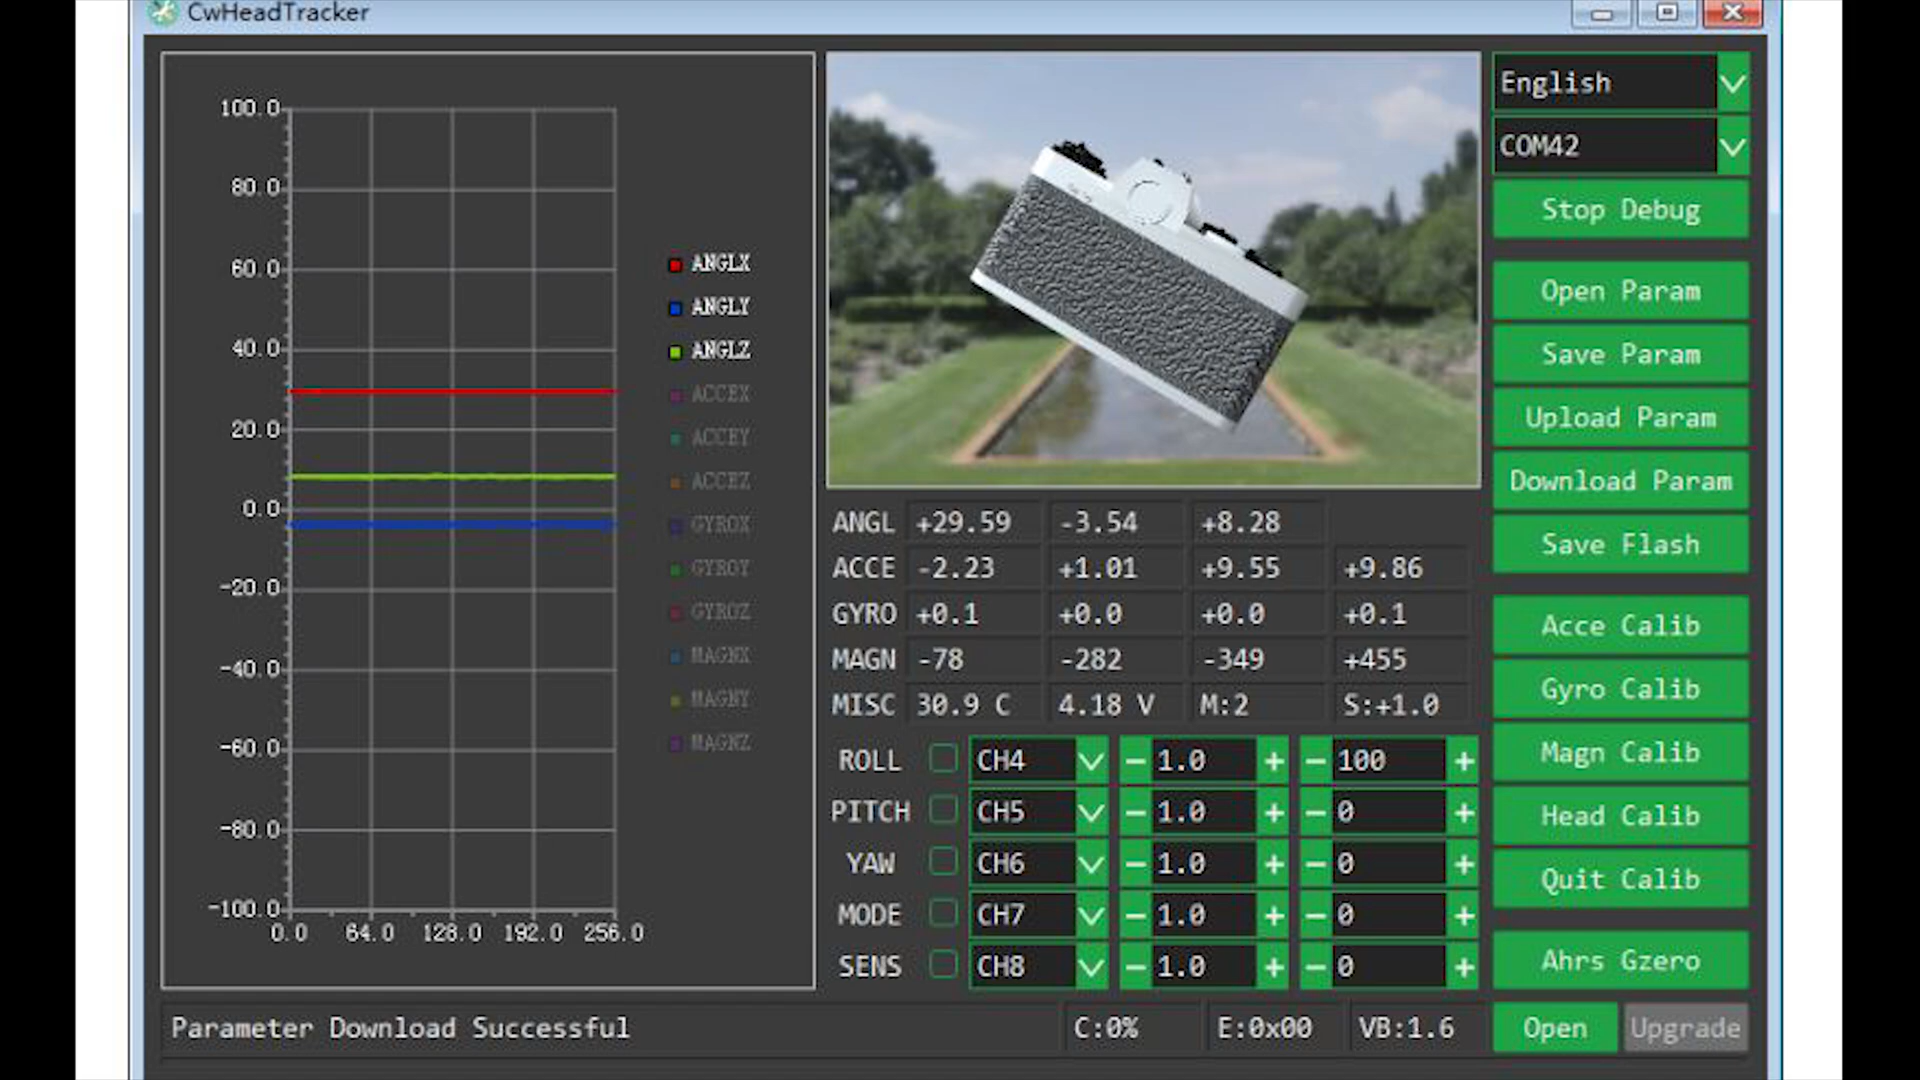 CwHeadTracker
100.0
80.0
60.0
40.0
20.0
0.0
-20.0
-40.0
-60.0
-80.0
-100.0
0.0 64.0 128.0 192.0 256.0
ANGLX
ANGLY
ANGLZ
ACCEX
ACCEY
ACCEZ
GYROX
GYROY
GYROZ
MAGNX
MAGNY
MAGNZ
ANGL +29.59 -3.54 +8.28
ACCE -2.23 +1.01 +9.55 +9.86
GYRO +0.1 +0.0 +0.0 +0.1
MAGN -78 -282 -349 +455
MISC 30.9 C 4.18 V M:2 S:+1.0
ROLL CH4 - 1.0 + - 100 +
PITCH CH5 - 1.0 + - 0 +
YAW CH6 - 1.0 + - 0 +
MODE CH7 - 1.0 + - 0 +
SENS CH8 - 1.0 + - 0 +
English
COM42
Stop Debug
Open Param
Save Param
Upload Param
Download Param
Save Flash
Acce Calib
Gyro Calib
Magn Calib
Head Calib
Quit Calib
Ahrs Gzero
Parameter Download Successful C:0% E:0x00 VB:1.6 Open Upgrade